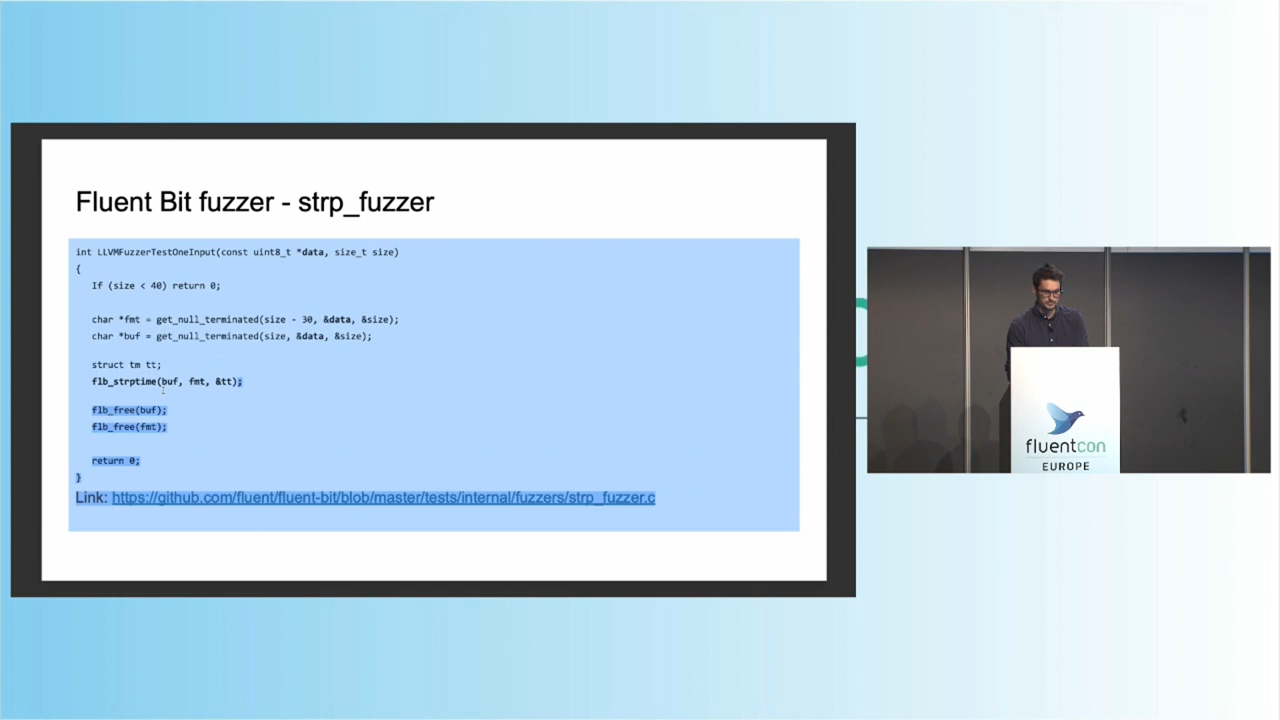 Fluent Bit fuzzer - strp_fuzzer
int LLVMFuzzerTestOneInput(const uint8_t *data, size_t size)
{
If (size < 40) return 0;
char *fmt = get_null_terminated(size - 30, &data, &size);
char *buf = get_null_terminated(size, &data, &size);
struct tm tt;
flb_strptime(buf, fmt, &tt);
flb_free(buf);
flb_free(fmt);
return 0;
}
Link: https://github.com/fluent/fluent-bit/blob/master/tests/internal/fuzzers/strp_fuzzer.c
fluentcon
EUROPE